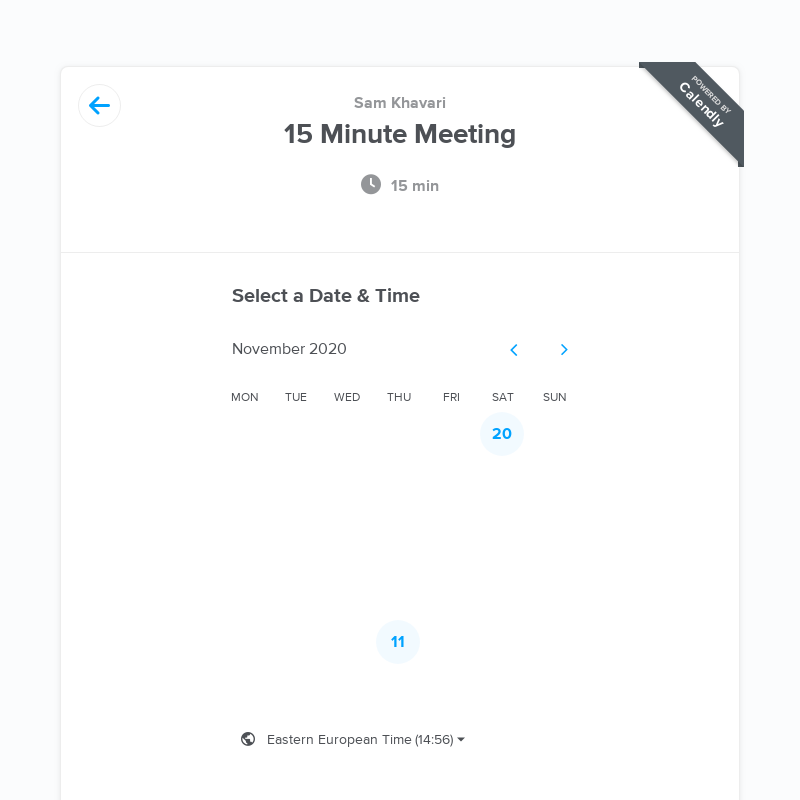 POWERED BY
Calendly
Sam Khavari
15 Minute Meeting
15 min
Select a Date & Time
November 2020
MON TUE WED THU FRI SAT SUN
20
11
Eastern European Time (14:56)